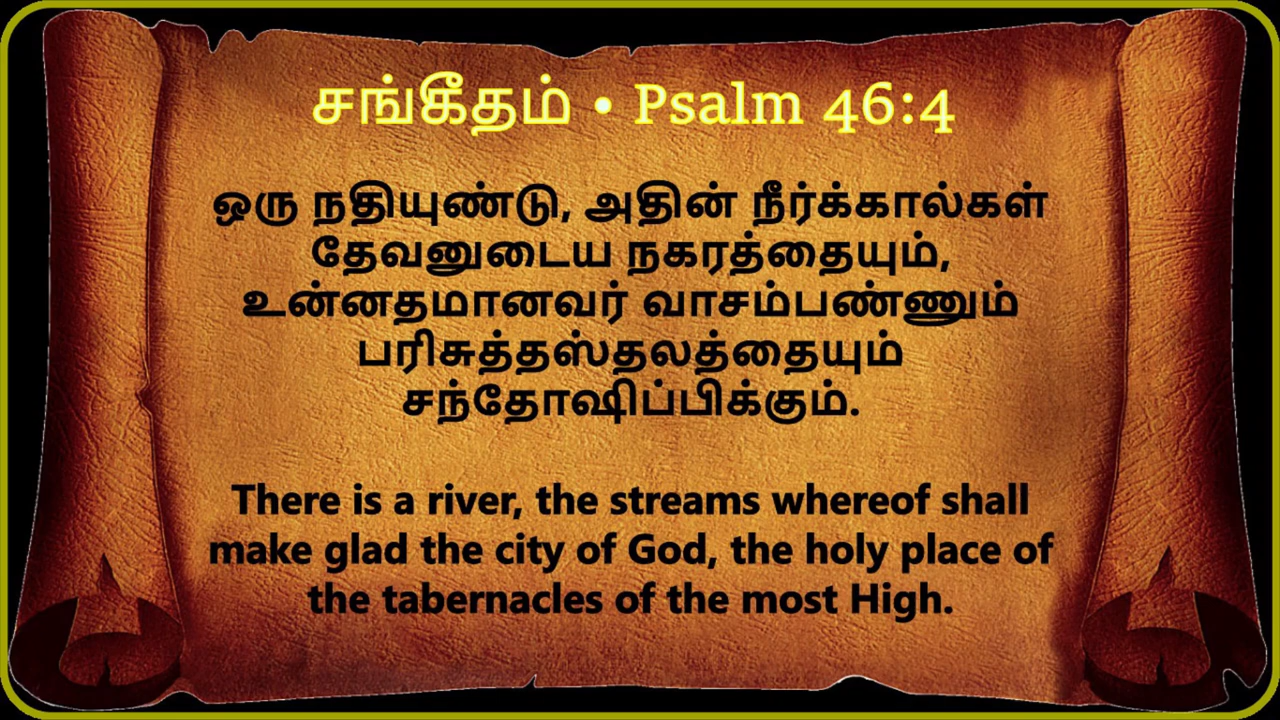 சங்கீதம் • Psalm 46:4
ஒரு நதியுண்டு, அதின் நீர்க்கால்கள்
தேவனுடைய நகரத்தையும்,
உன்னதமானவர் வாசம்பண்ணும்
பரிசுத்தஸ்தலத்தையும்
சந்தோஷிப்பிக்கும்.
There is a river, the streams whereof shall
make glad the city of God, the holy place of
the tabernacles of the most High.